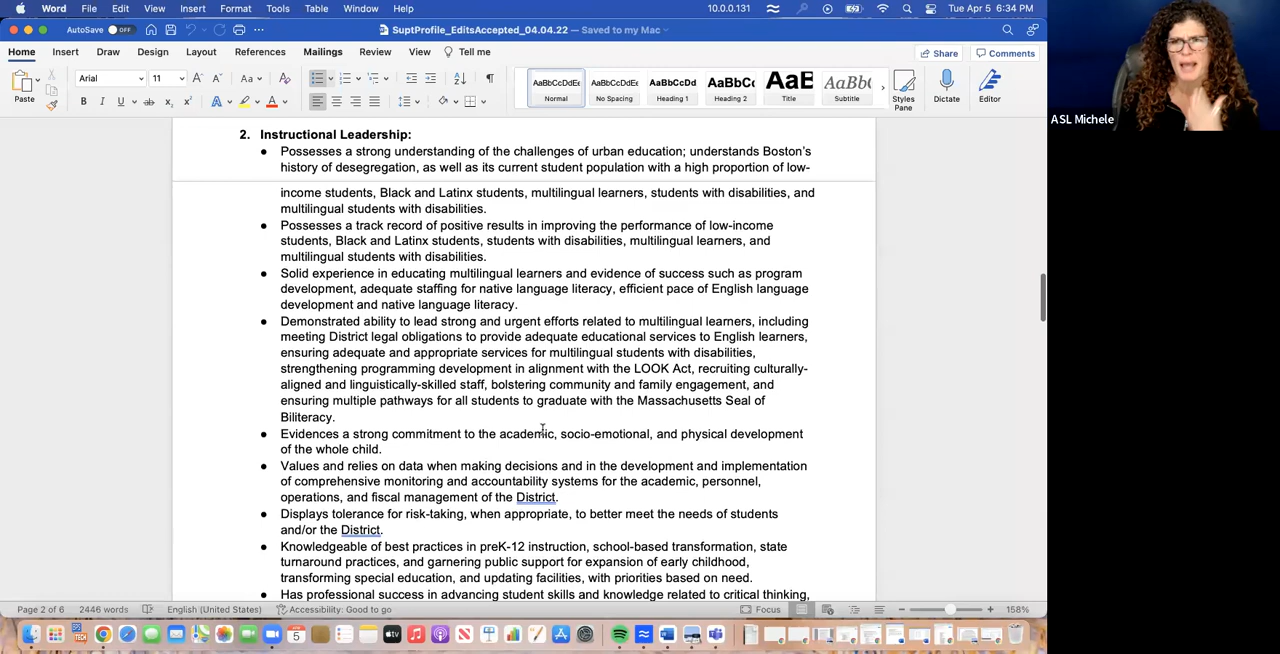 Word File Edit View Insert Format Tools Table Window Help 10.0.0.131 Tue Apr 5 6:34 PM
AutoSave OFF SuptProfile_EditsAccepted_04.04.22 — Saved to my Mac
Home Insert Draw Design Layout References Mailings Review View Tell me Share Comments
Paste Arial 11 Aa AaBbCcDdEe AaBbCcDdEe AaBbCcDd AaBbCc AaB AaBb(
B I U ab x2 x2 A A Normal No Spacing Heading 1 Heading 2 Title Subtitle Styles Pane Dictate Editor
ASL Michele
2. Instructional Leadership:
● Possesses a strong understanding of the challenges of urban education; understands Boston's
history of desegregation, as well as its current student population with a high proportion of low-
income students, Black and Latinx students, multilingual learners, students with disabilities, and
multilingual students with disabilities.
● Possesses a track record of positive results in improving the performance of low-income
students, Black and Latinx students, students with disabilities, multilingual learners, and
multilingual students with disabilities.
● Solid experience in educating multilingual learners and evidence of success such as program
development, adequate staffing for native language literacy, efficient pace of English language
development and native language literacy.
● Demonstrated ability to lead strong and urgent efforts related to multilingual learners, including
meeting District legal obligations to provide adequate educational services to English learners,
ensuring adequate and appropriate services for multilingual students with disabilities,
strengthening programming development in alignment with the LOOK Act, recruiting culturally-
aligned and linguistically-skilled staff, bolstering community and family engagement, and
ensuring multiple pathways for all students to graduate with the Massachusetts Seal of
Biliteracy.
● Evidences a strong commitment to the academic, socio-emotional, and physical development
of the whole child.
● Values and relies on data when making decisions and in the development and implementation
of comprehensive monitoring and accountability systems for the academic, personnel,
operations, and fiscal management of the District.
● Displays tolerance for risk-taking, when appropriate, to better meet the needs of students
and/or the District.
● Knowledgeable of best practices in preK-12 instruction, school-based transformation, state
turnaround practices, and garnering public support for expansion of early childhood,
transforming special education, and updating facilities, with priorities based on need.
● Has professional success in advancing student skills and knowledge related to critical thinking,
Page 2 of 6 2446 words English (United States) Accessibility: Good to go Focus 158%